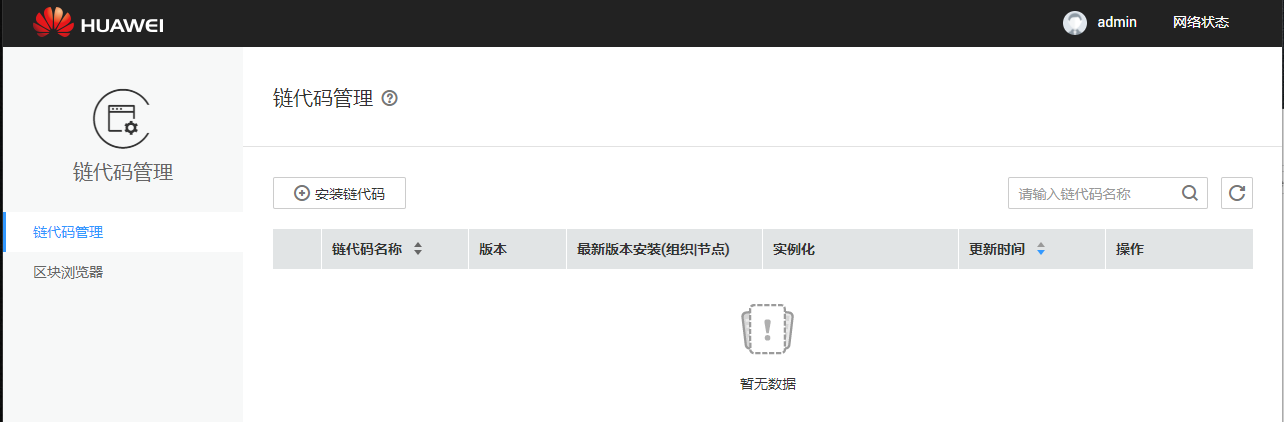 HUAWEI admin 网络状态
链代码管理
链代码管理
区块浏览器
链代码管理
安装链代码 请输入链代码名称
链代码名称 版本 最新版本安装(组织|节点) 实例化 更新时间 操作
暂无数据